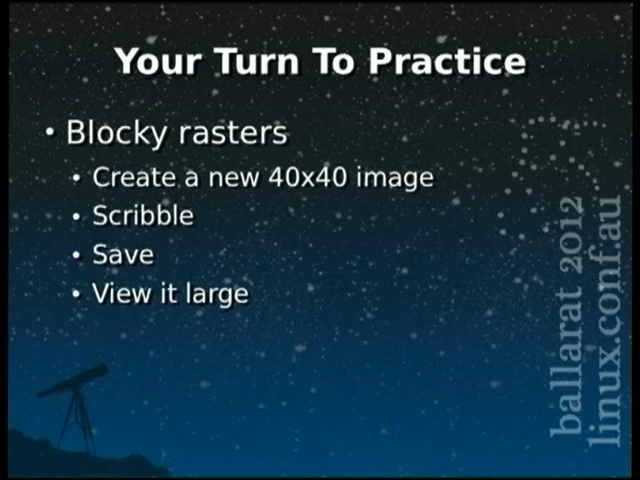 Your Turn To Practice
• Blocky rasters
• Create a new 40x40 image
• Scribble
• Save
• View it large
ballarat 2012
linux.conf.au